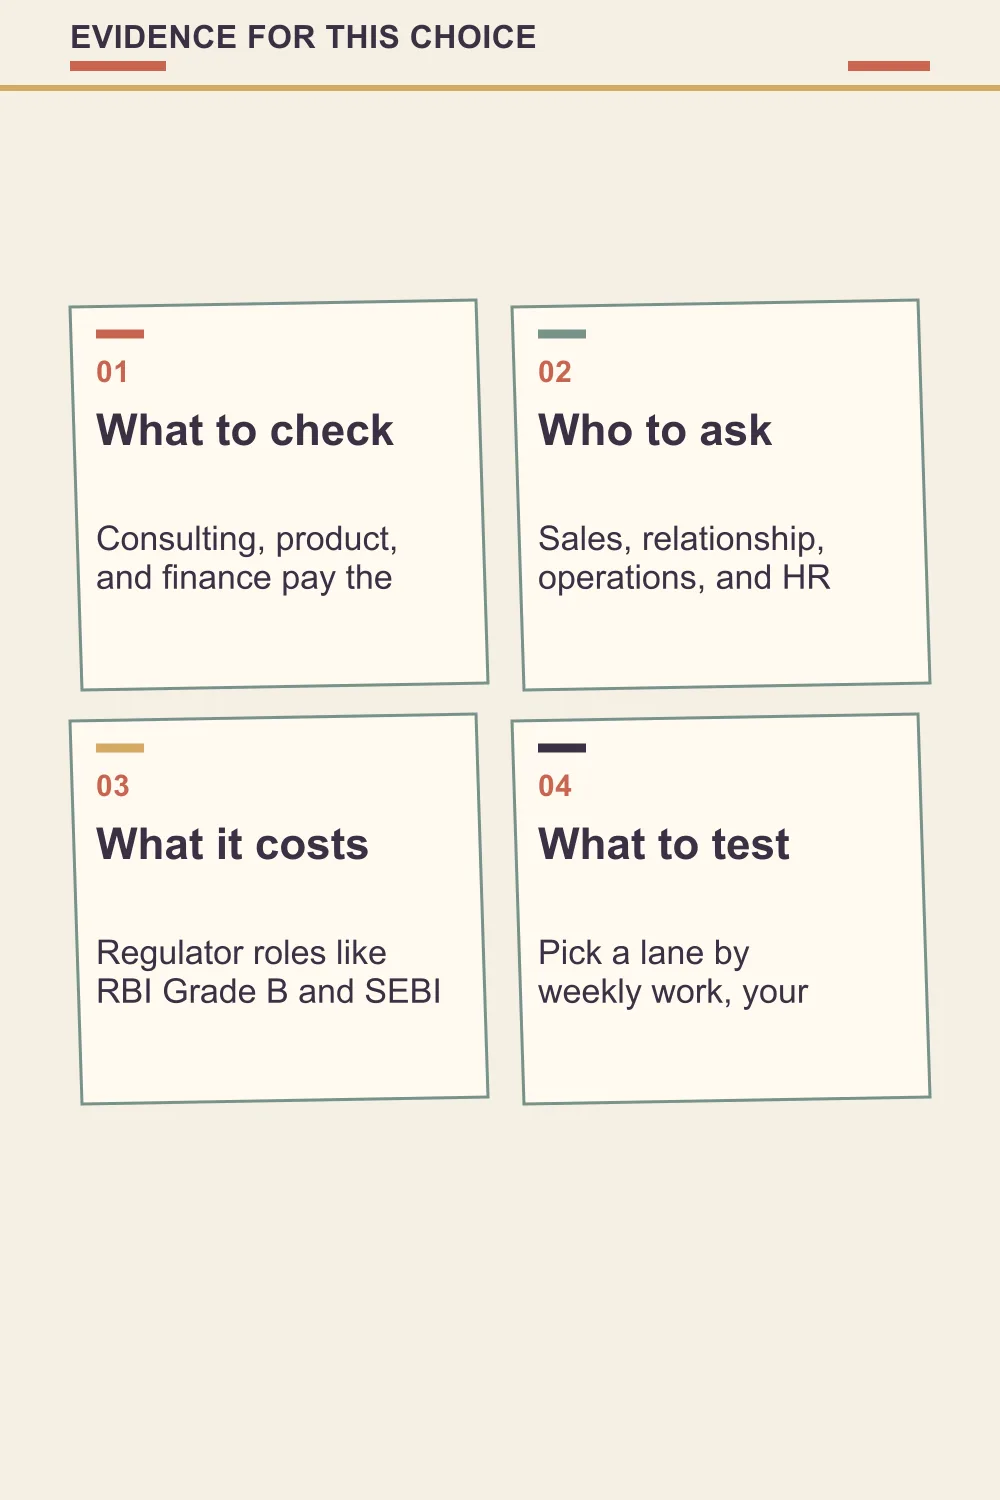 EVIDENCE FOR THIS CHOICE
01
What to check
Consulting, product,
and finance pay the
02
Who to ask
Sales, relationship,
operations, and HR
03
What it costs
Regulator roles like
RBI Grade B and SEBI
04
What to test
Pick a lane by
weekly work, your